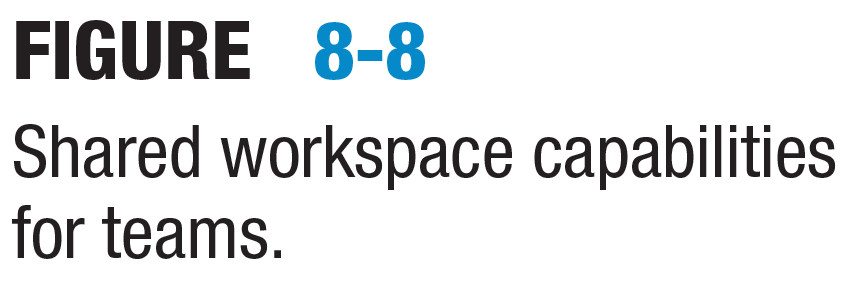 FIGURE 8-8
Shared workspace capabilities
for teams.